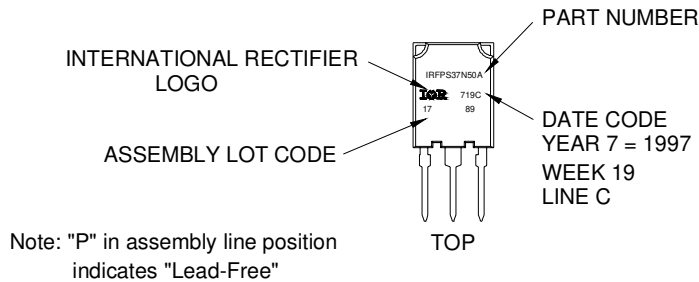 PART NUMBER
INTERNATIONAL RECTIFIER
LOGO
IRFPS37N50A
IOR 719C
17 89
ASSEMBLY LOT CODE
DATE CODE
YEAR 7 = 1997
WEEK 19
LINE C
TOP
Note: "P" in assembly line position
indicates "Lead-Free"